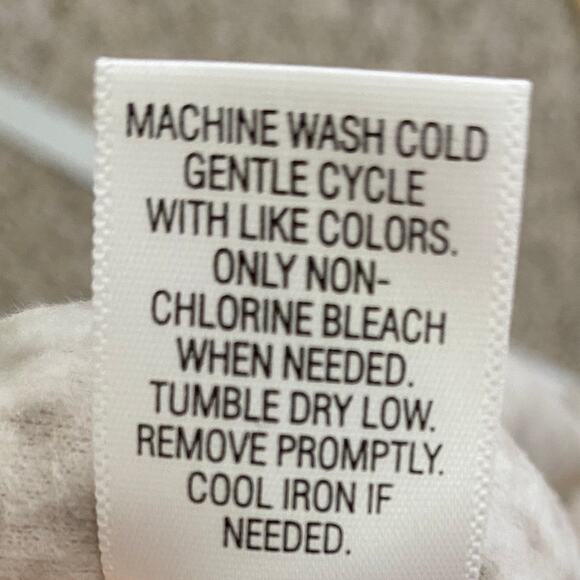 MACHINE WASH COLD
GENTLE CYCLE
WITH LIKE COLORS.
ONLY NON-
CHLORINE BLEACH
WHEN NEEDED.
TUMBLE DRY LOW.
REMOVE PROMPTLY.
COOL IRON IF
NEEDED.